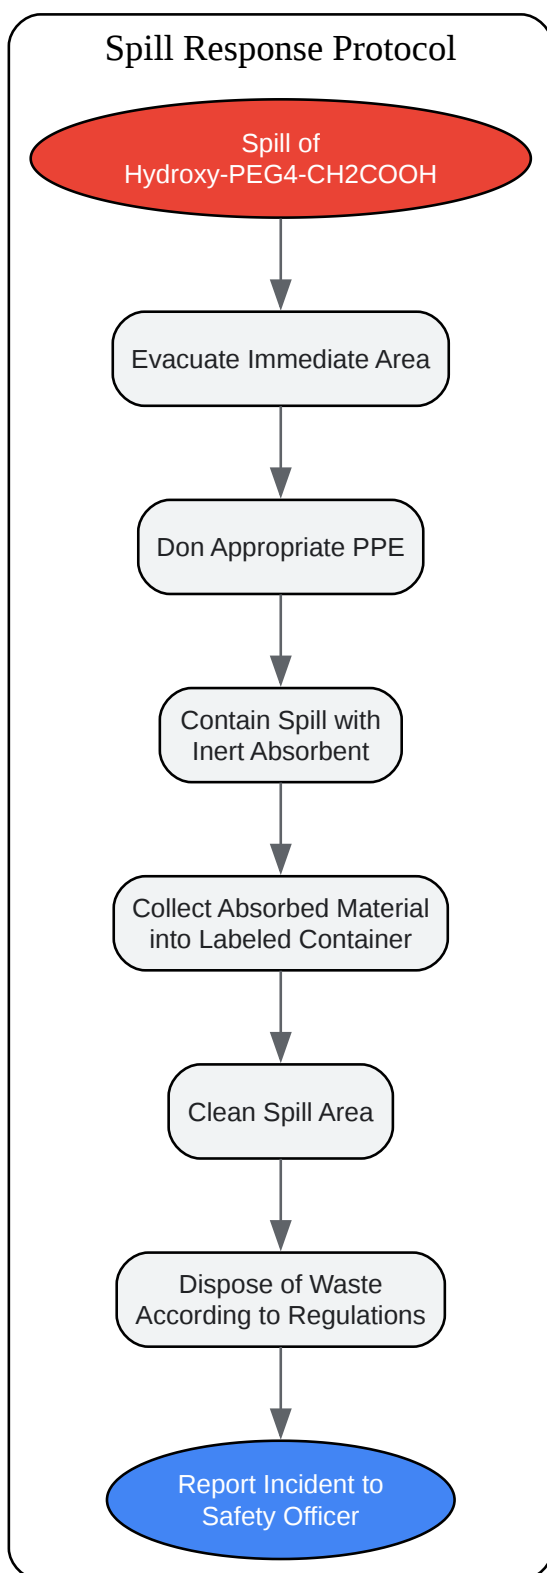 Spill Response Protocol
Spill of
Hydroxy-PEG4-CH2COOH
Evacuate Immediate Area
Don Appropriate PPE
Contain Spill with
Inert Absorbent
Collect Absorbed Material
into Labeled Container
Clean Spill Area
Dispose of Waste
According to Regulations
Report Incident to
Safety Officer